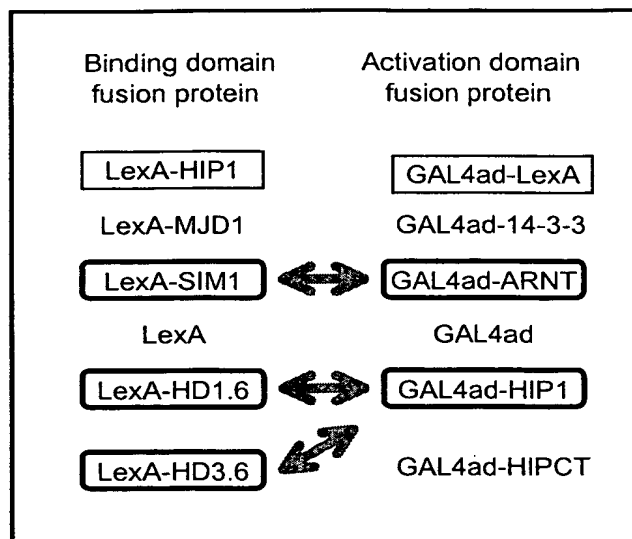 Binding domain
fusion protein
Activation domain
fusion protein
LexA-HIP1
GAL4ad-LexA
LexA-MJD1
GAL4ad-14-3-3
LexA-SIM1
GAL4ad-ARNT
LexA
GAL4ad
LexA-HD1.6
GAL4ad-HIP1
LexA-HD3.6
GAL4ad-HIPCT